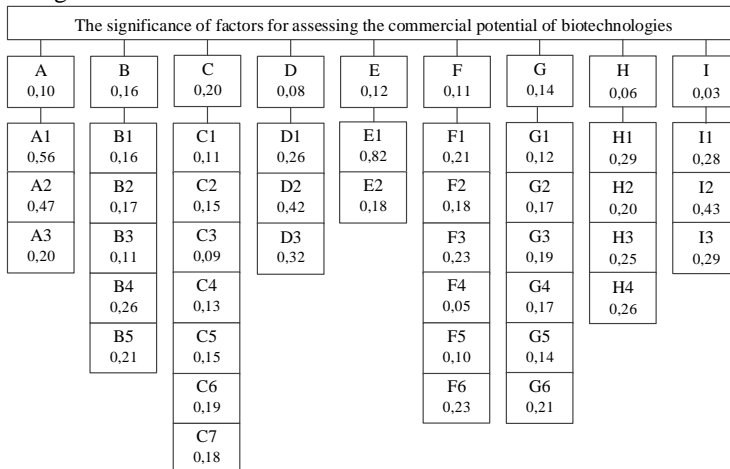 The significance of factors for assessing the commercial potential of biotechnologies
A B C D E F G H I
0,10 0,16 0,20 0,08 0,12 0,11 0,14 0,06 0,03
A1 B1 C1 D1 E1 F1 G1 H1 I1
0,56 0,16 0,11 0,26 0,82 0,21 0,12 0,29 0,28
A2 B2 C2 D2 E2 F2 G2 H2 I2
0,47 0,17 0,15 0,42 0,18 0,18 0,17 0,20 0,43
A3 B3 C3 D3 F3 G3 H3 I3
0,20 0,11 0,09 0,32 0,23 0,19 0,25 0,29
B4 C4 F4 G4 H4
0,26 0,13 0,05 0,17 0,26
B5 C5 F5 G5
0,21 0,15 0,10 0,14
C6 F6 G6
0,19 0,23 0,21
C7
0,18